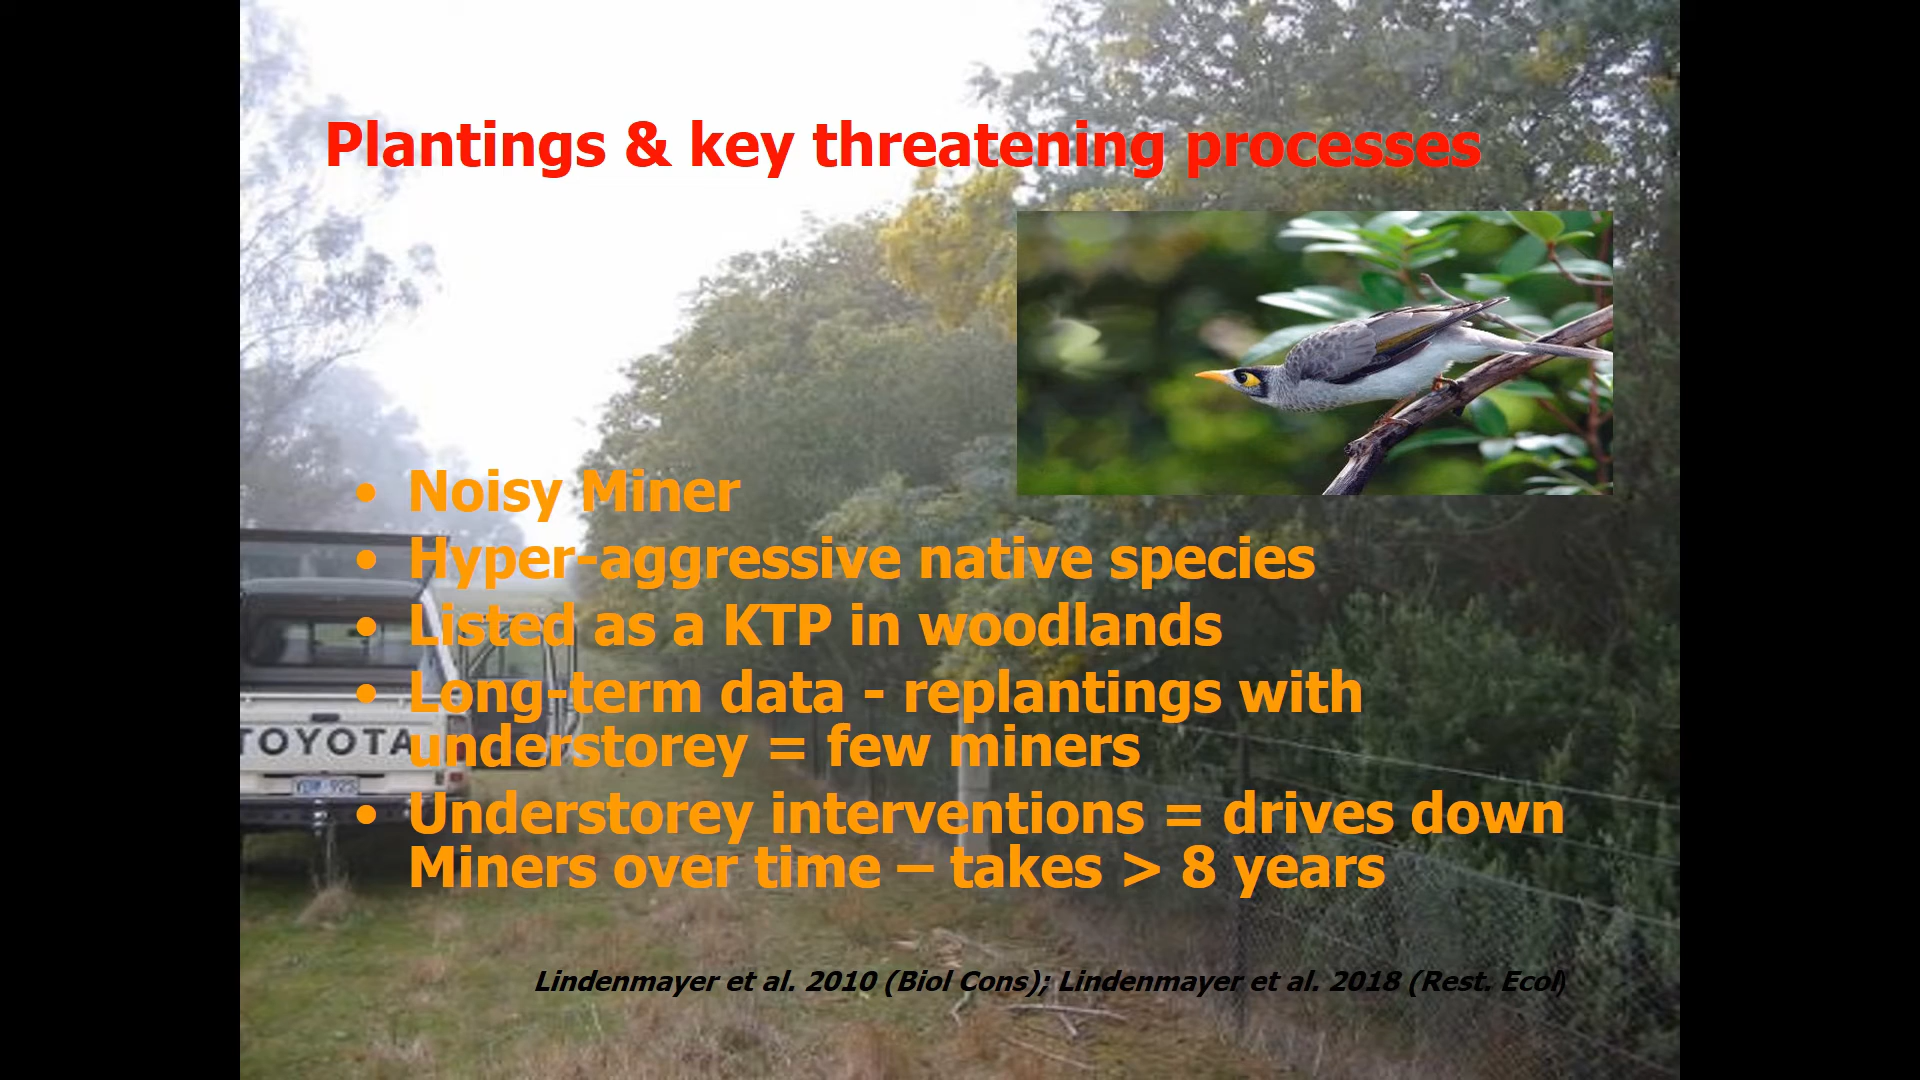 Plantings & key threatening processes
• Noisy Miner
• Hyper-aggressive native species
• Listed as a KTP in woodlands
• Long-term data - replantings with
understorey = few miners
TOYOTA
• Understorey interventions = drives down
Miners over time – takes > 8 years
Lindenmayer et al. 2010 (Biol Cons); Lindenmayer et al. 2018 (Rest. Ecol)